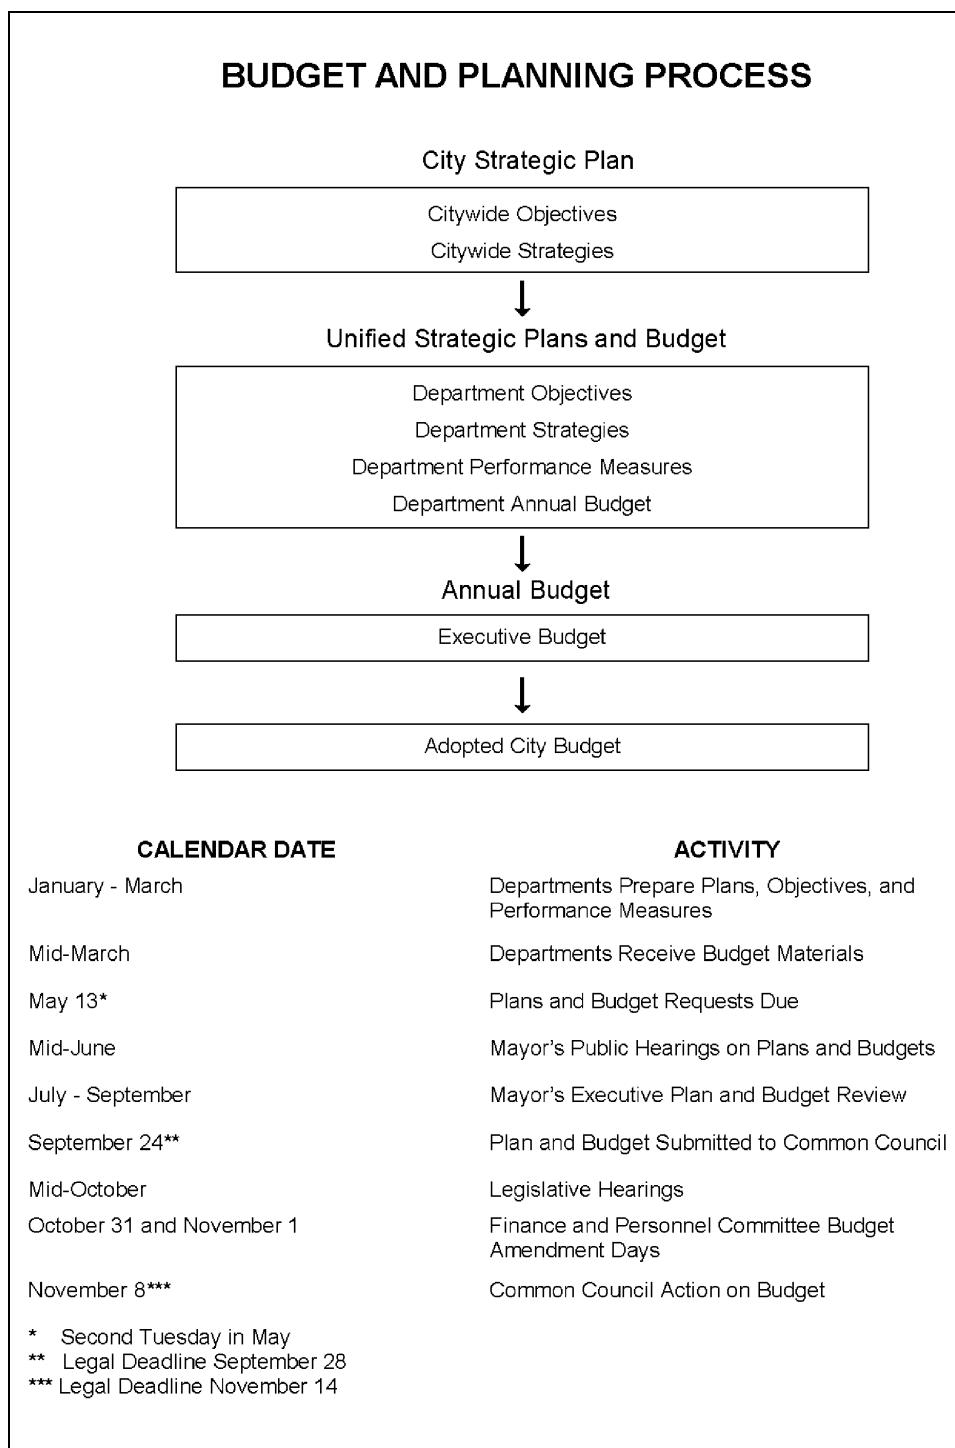 BUDGET AND PLANNING PROCESS
City Strategic Plan
Citywide Objectives
Citywide Strategies
Unified Strategic Plans and Budget
Department Objectives
Department Strategies
Department Performance Measures
Department Annual Budget
Annual Budget
Executive Budget
Adopted City Budget
CALENDAR DATE ACTIVITY
January - March Departments Prepare Plans, Objectives, and
Performance Measures
Mid-March Departments Receive Budget Materials
May 13* Plans and Budget Requests Due
Mid-June Mayor's Public Hearings on Plans and Budgets
July - September Mayor's Executive Plan and Budget Review
September 24** Plan and Budget Submitted to Common Council
Mid-October Legislative Hearings
October 31 and November 1 Finance and Personnel Committee Budget
Amendment Days
November 8*** Common Council Action on Budget
* Second Tuesday in May
** Legal Deadline September 28
*** Legal Deadline November 14